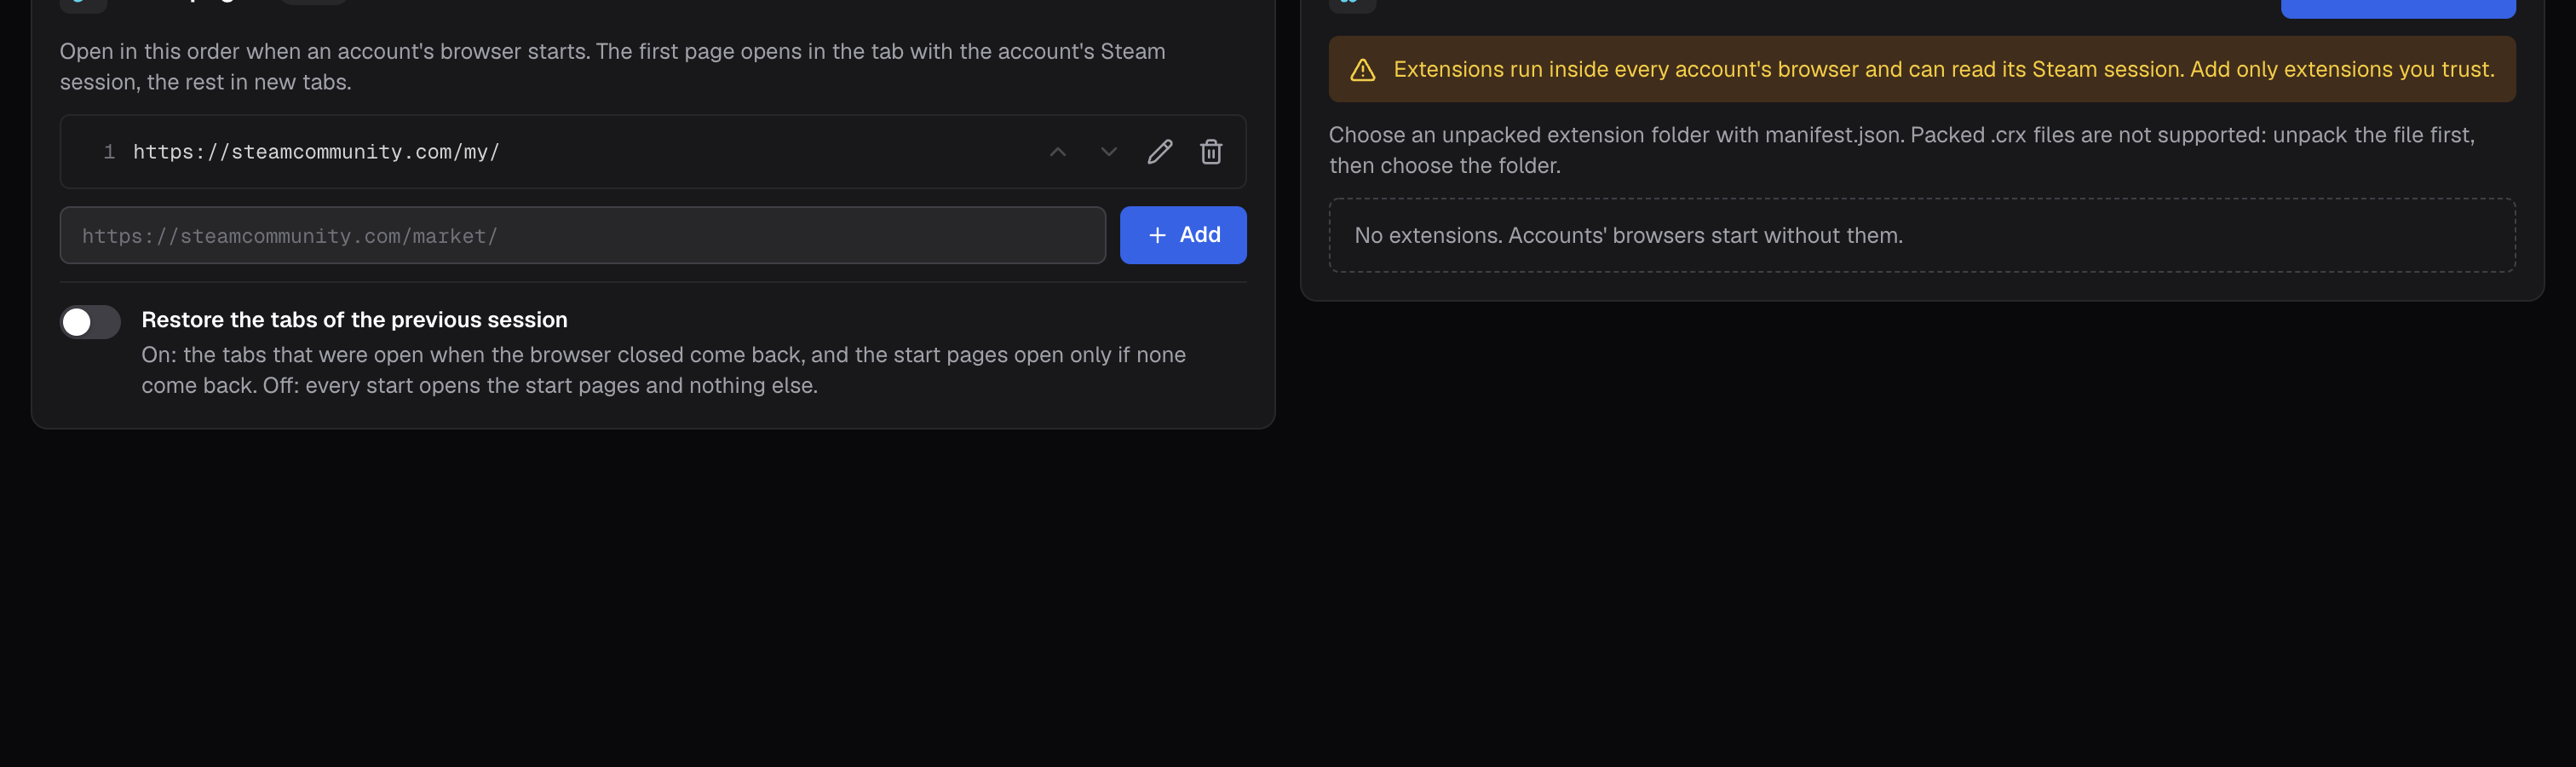 Open in this order when an account's browser starts. The first page opens in the tab with the account's Steam
session, the rest in new tabs.
1 https://steamcommunity.com/my/
https://steamcommunity.com/market/
+ Add
Restore the tabs of the previous session
On: the tabs that were open when the browser closed come back, and the start pages open only if none
come back. Off: every start opens the start pages and nothing else.
Extensions run inside every account's browser and can read its Steam session. Add only extensions you trust.
Choose an unpacked extension folder with manifest.json. Packed .crx files are not supported: unpack the file first,
then choose the folder.
No extensions. Accounts' browsers start without them.